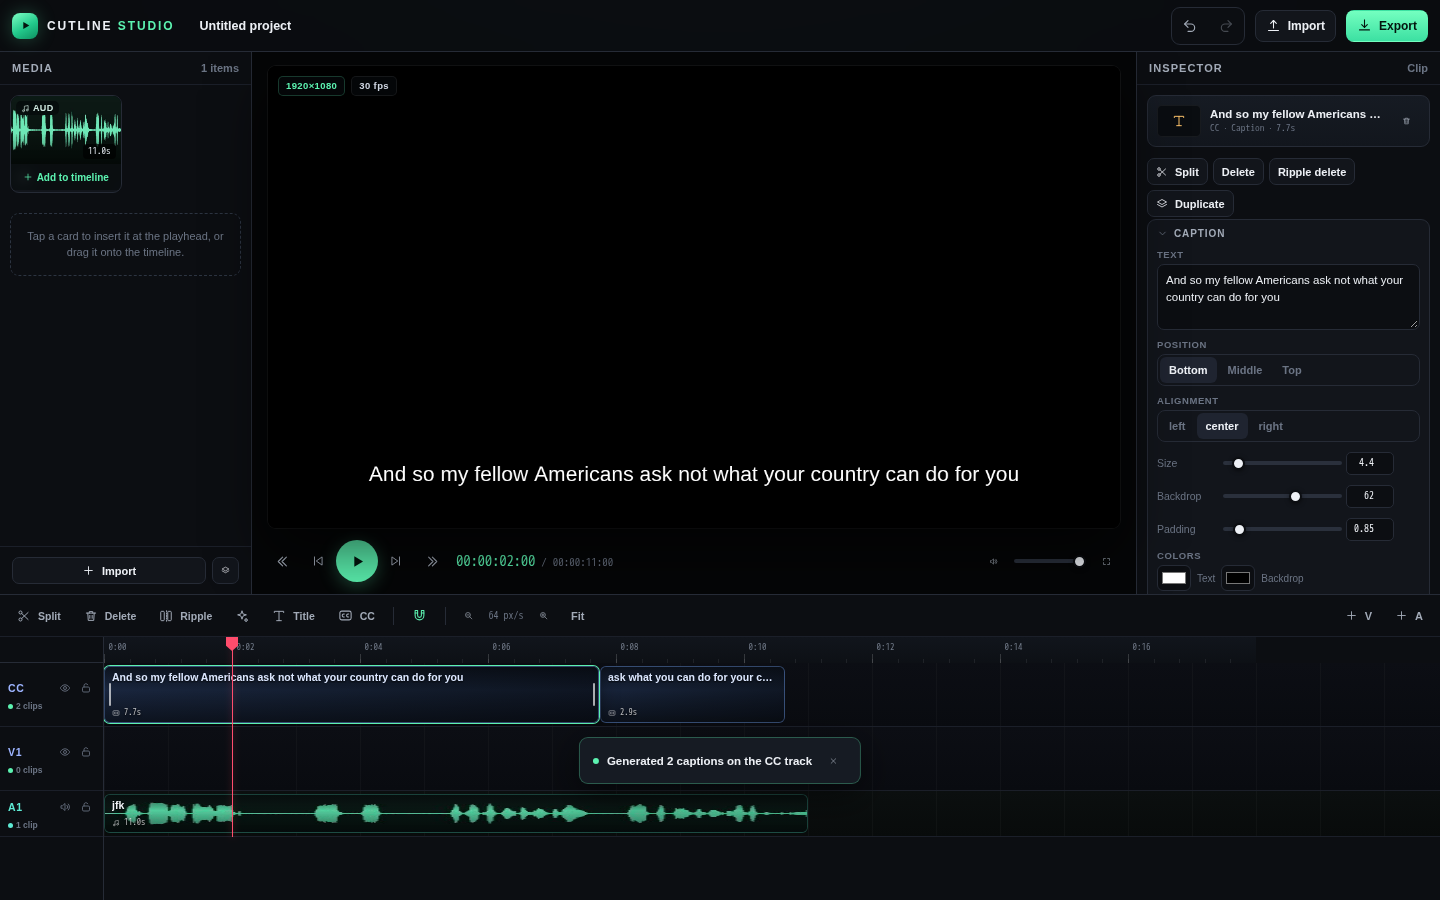 CUTLINE STUDIO
Untitled project
Import
Export
MEDIA
1 items
AUD
11.0s
Add to timeline
Tap a card to insert it at the playhead, or
drag it onto the timeline.
Import
1920×1080
30 fps
And so my fellow Americans ask not what your country can do for you
00:00:02:00 / 00:00:11:00
INSPECTOR
Clip
And so my fellow Americans …
CC · Caption · 7.7s
Split
Delete
Ripple delete
Duplicate
CAPTION
TEXT
And so my fellow Americans ask not what your
country can do for you
POSITION
Bottom
Middle
Top
ALIGNMENT
left
center
right
Size
4.4
Backdrop
62
Padding
0.85
COLORS
Text
Backdrop
Split
Delete
Ripple
Title
CC
64 px/s
Fit
V
A
0:00
0:02
0:04
0:06
0:08
0:10
0:12
0:14
0:16
CC
2 clips
And so my fellow Americans ask not what your country can do for you
7.7s
ask what you can do for your c…
2.9s
V1
0 clips
Generated 2 captions on the CC track
A1
1 clip
jfk
11.0s